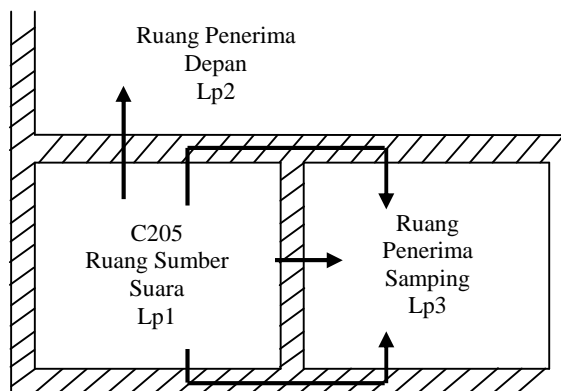 Ruang Penerima
Depan
Lp2
C205
Ruang Sumber
Suara
Lp1
Ruang
Penerima
Samping
Lp3